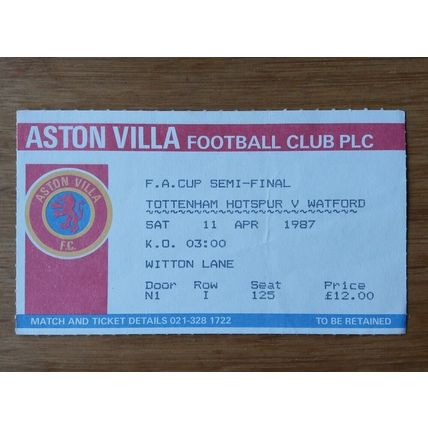 ASTON VILLA FOOTBALL CLUB PLC
ASTON VILLA
F.C.
F.A.CUP SEMI-FINAL
TOTTENHAM HOTSPUR V WATFORD
SAT 11 APR 1987
K.O. 03:00
WITTON LANE
Door Row Seat Price
N1 I 125 £12.00
MATCH AND TICKET DETAILS 021-328 1722 TO BE RETAINED